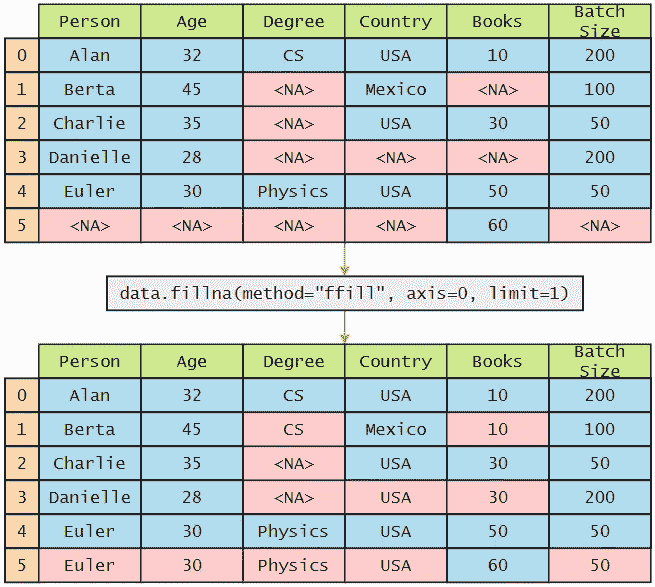 Person Age Degree Country Books Batch Size
0 Alan 32 CS USA 10 200
1 Berta 45 <NA> Mexico <NA> 100
2 Charlie 35 <NA> USA 30 50
3 Danielle 28 <NA> <NA> <NA> 200
4 Euler 30 Physics USA 50 50
5 <NA> <NA> <NA> <NA> 60 <NA>
data.fillna(method="ffill", axis=0, limit=1)
Person Age Degree Country Books Batch Size
0 Alan 32 CS USA 10 200
1 Berta 45 CS Mexico 10 100
2 Charlie 35 <NA> USA 30 50
3 Danielle 28 <NA> USA 30 200
4 Euler 30 Physics USA 50 50
5 Euler 30 Physics USA 60 50